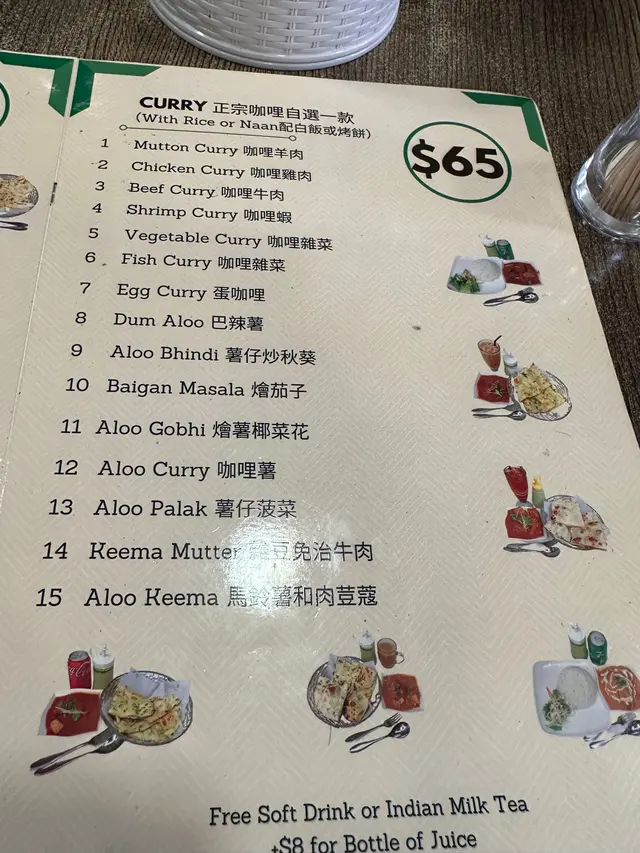 CURRY 正宗咖哩自選一款
(With Rice or Naan配白飯或烤餅)
$65
1 Mutton Curry 咖哩羊肉
2 Chicken Curry 咖哩雞肉
3 Beef Curry 咖哩牛肉
4 Shrimp Curry 咖哩蝦
5 Vegetable Curry 咖哩雜菜
6 Fish Curry 咖哩雜菜
7 Egg Curry 蛋咖哩
8 Dum Aloo 巴辣薯
9 Aloo Bhindi 薯仔炒秋葵
10 Baigan Masala 燴茄子
11 Aloo Gobhi 燴薯椰菜花
12 Aloo Curry 咖哩薯
13 Aloo Palak 薯仔菠菜
14 Keema Mutter 豆免治牛肉
15 Aloo Keema 馬鈴薯和肉荳蔻
Free Soft Drink or Indian Milk Tea
+$8 for Bottle of Juice